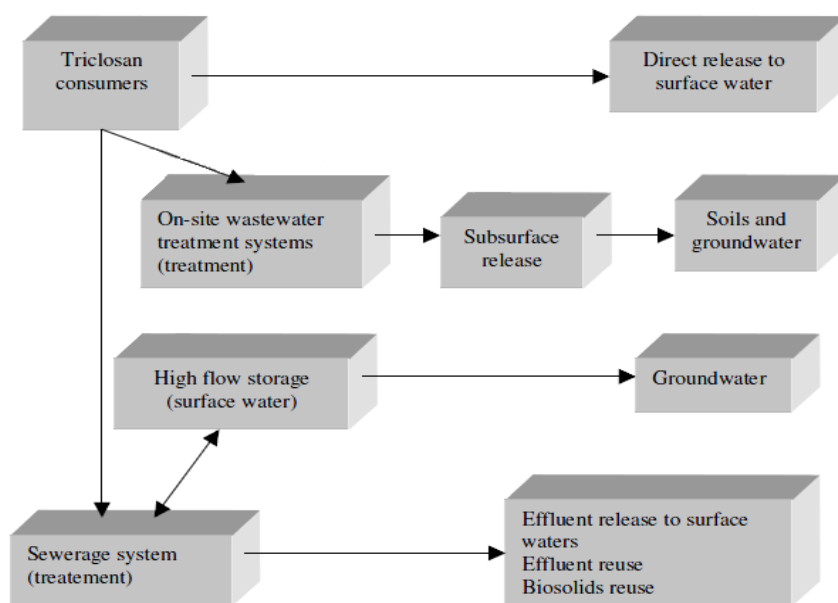 Triclosan
consumers
Direct release to
surface water
On-site wastewater
treatment systems
(treatment)
Subsurface
release
Soils and
groundwater
High flow storage
(surface water)
Groundwater
Sewerage system
(treatement)
Effluent release to surface
waters
Effluent reuse
Biosolids reuse